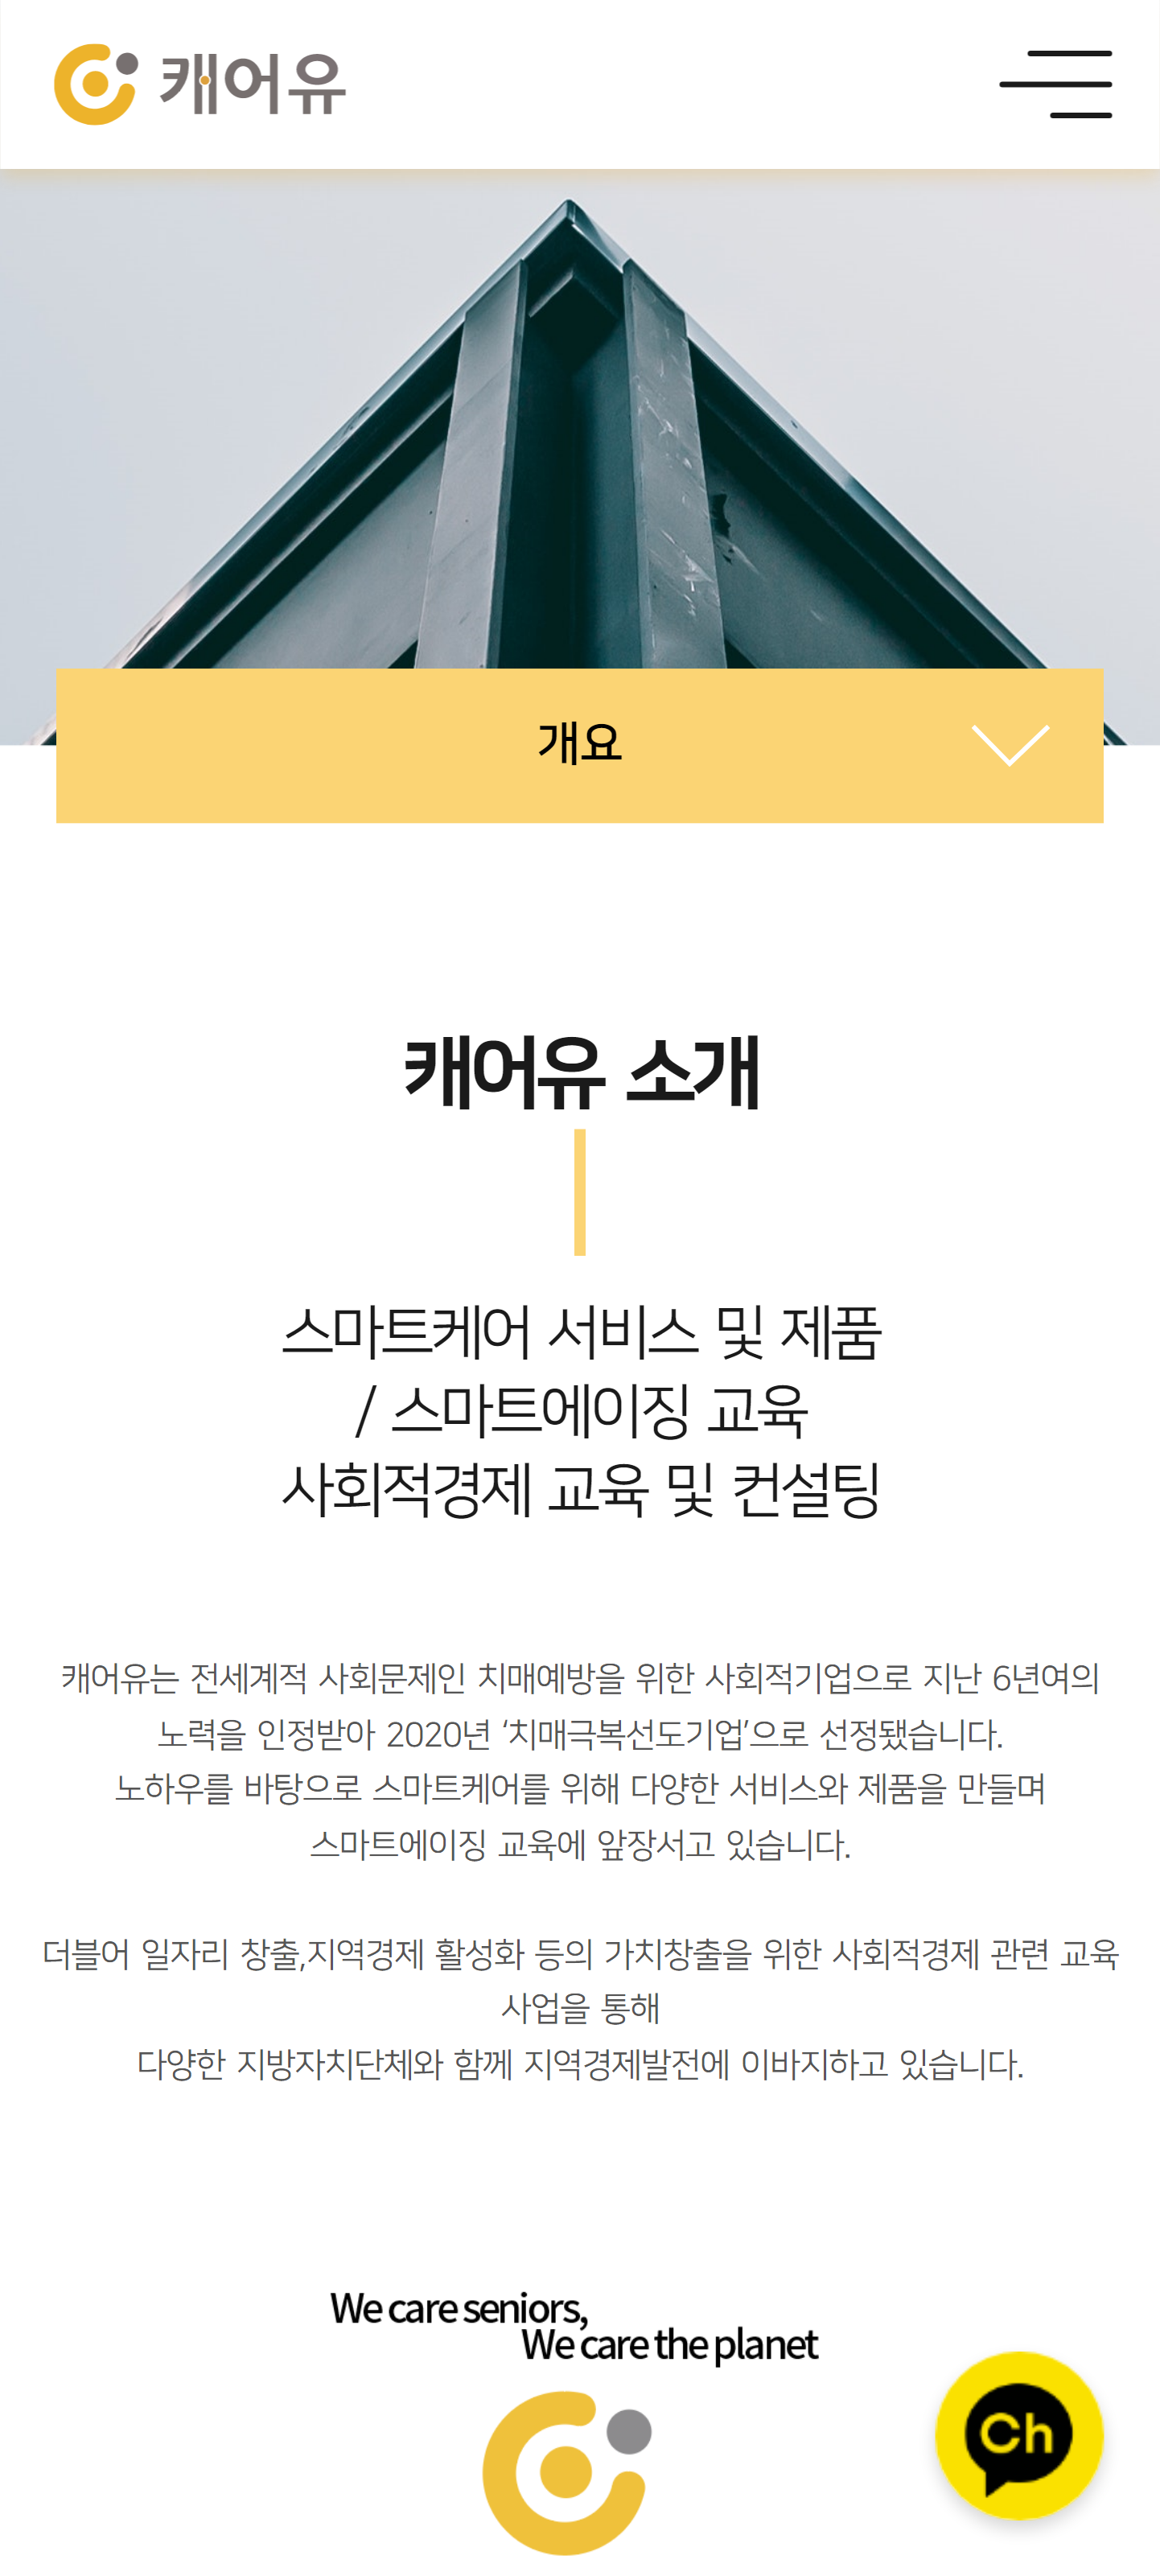 캐어유
개요
캐어유 소개
스마트케어 서비스 및 제품
/ 스마트에이징 교육
사회적경제 교육 및 컨설팅
캐어유는 전세계적 사회문제인 치매예방을 위한 사회적기업으로 지난 6년여의
노력을 인정받아 2020년 ‘치매극복선도기업’으로 선정됐습니다.
노하우를 바탕으로 스마트케어를 위해 다양한 서비스와 제품을 만들며
스마트에이징 교육에 앞장서고 있습니다.
더블어 일자리 창출,지역경제 활성화 등의 가치창출을 위한 사회적경제 관련 교육
사업을 통해
다양한 지방자치단체와 함께 지역경제발전에 이바지하고 있습니다.
We care seniors,
We care the planet
Ch